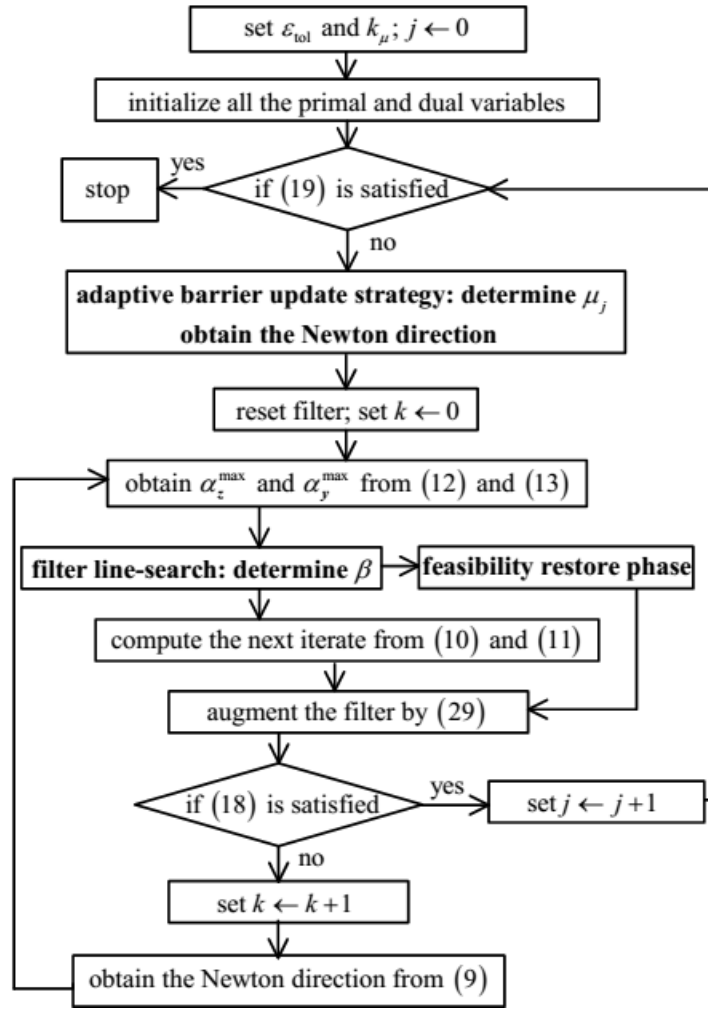 set ε_tol and k_μ; j ← 0
initialize all the primal and dual variables
yes
stop
if (19) is satisfied
no
adaptive barrier update strategy: determine μ_j
obtain the Newton direction
reset filter; set k ← 0
obtain α_z^max and α_y^max from (12) and (13)
filter line-search: determine β
feasibility restore phase
compute the next iterate from (10) and (11)
augment the filter by (29)
if (18) is satisfied
yes
set j ← j+1
no
set k ← k+1
obtain the Newton direction from (9)